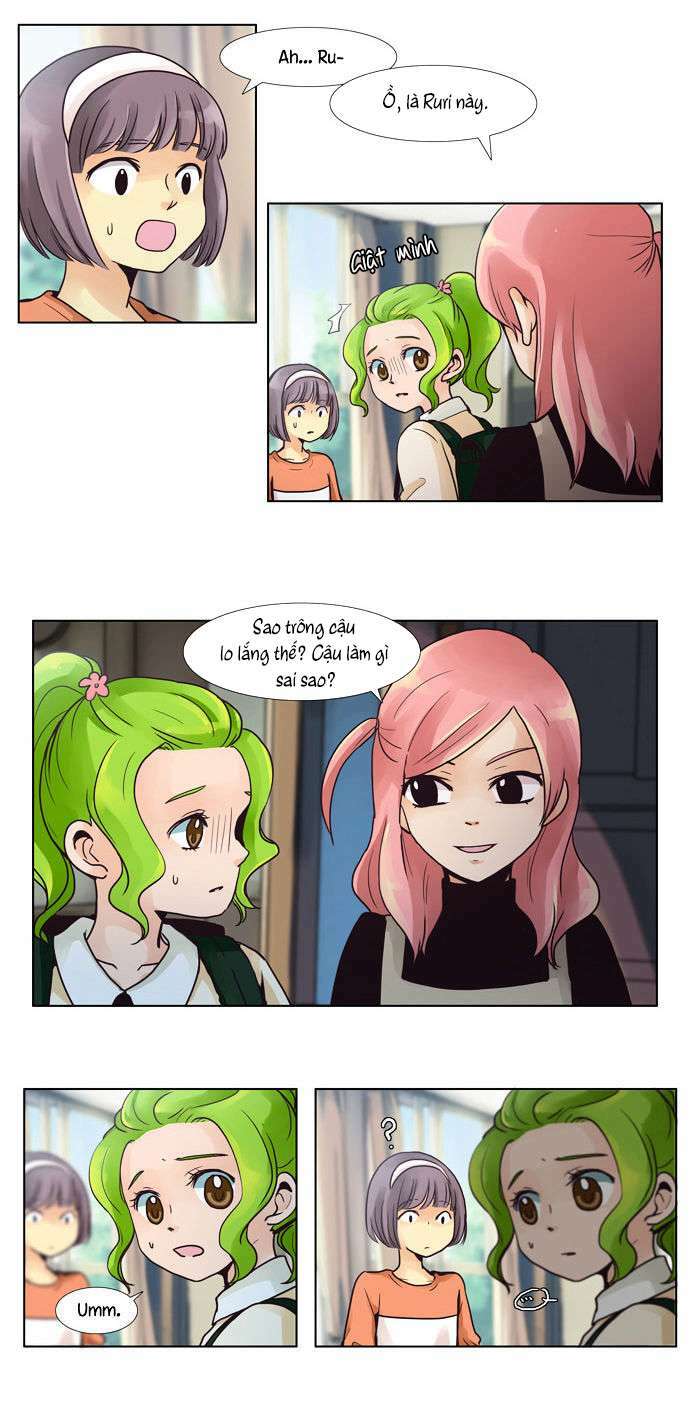 Ah... Ru-
Ồ, là Ruri này.
Giật mình
Sao trông cậu
lo lắng thế? Cậu làm gì
sai sao?
Umm.
?
...